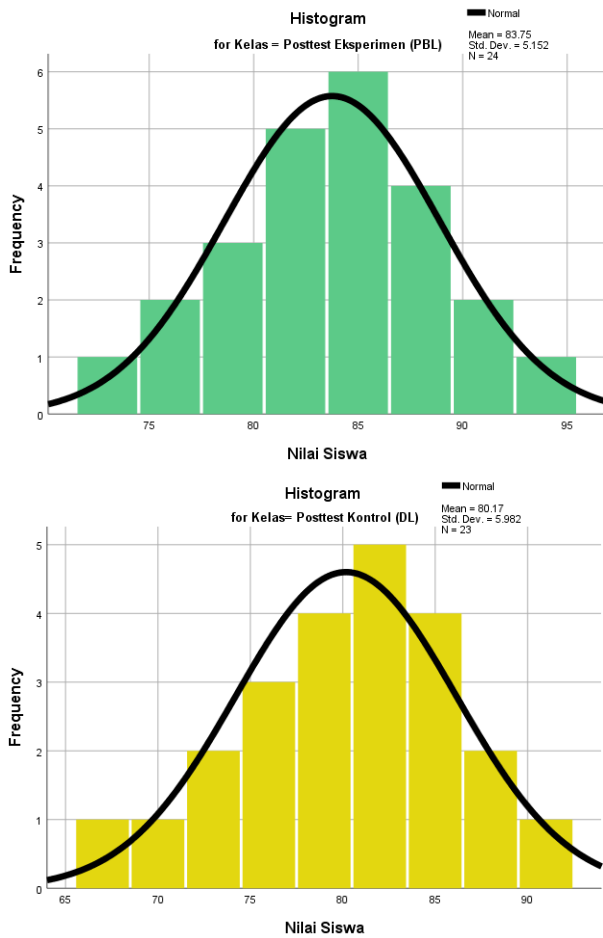 Histogram
Normal
for Kelas = Posttest Eksperimen (PBL)
Mean = 83.75
Std. Dev. = 5.152
N = 24
6
5
4
3
2
1
0
Frequency
75 80 85 90 95
Nilai Siswa
Histogram
Normal
for Kelas= Posttest Kontrol (DL)
Mean = 80.17
Std. Dev. = 5.982
N = 23
5
4
3
2
1
0
Frequency
65 70 75 80 85 90
Nilai Siswa